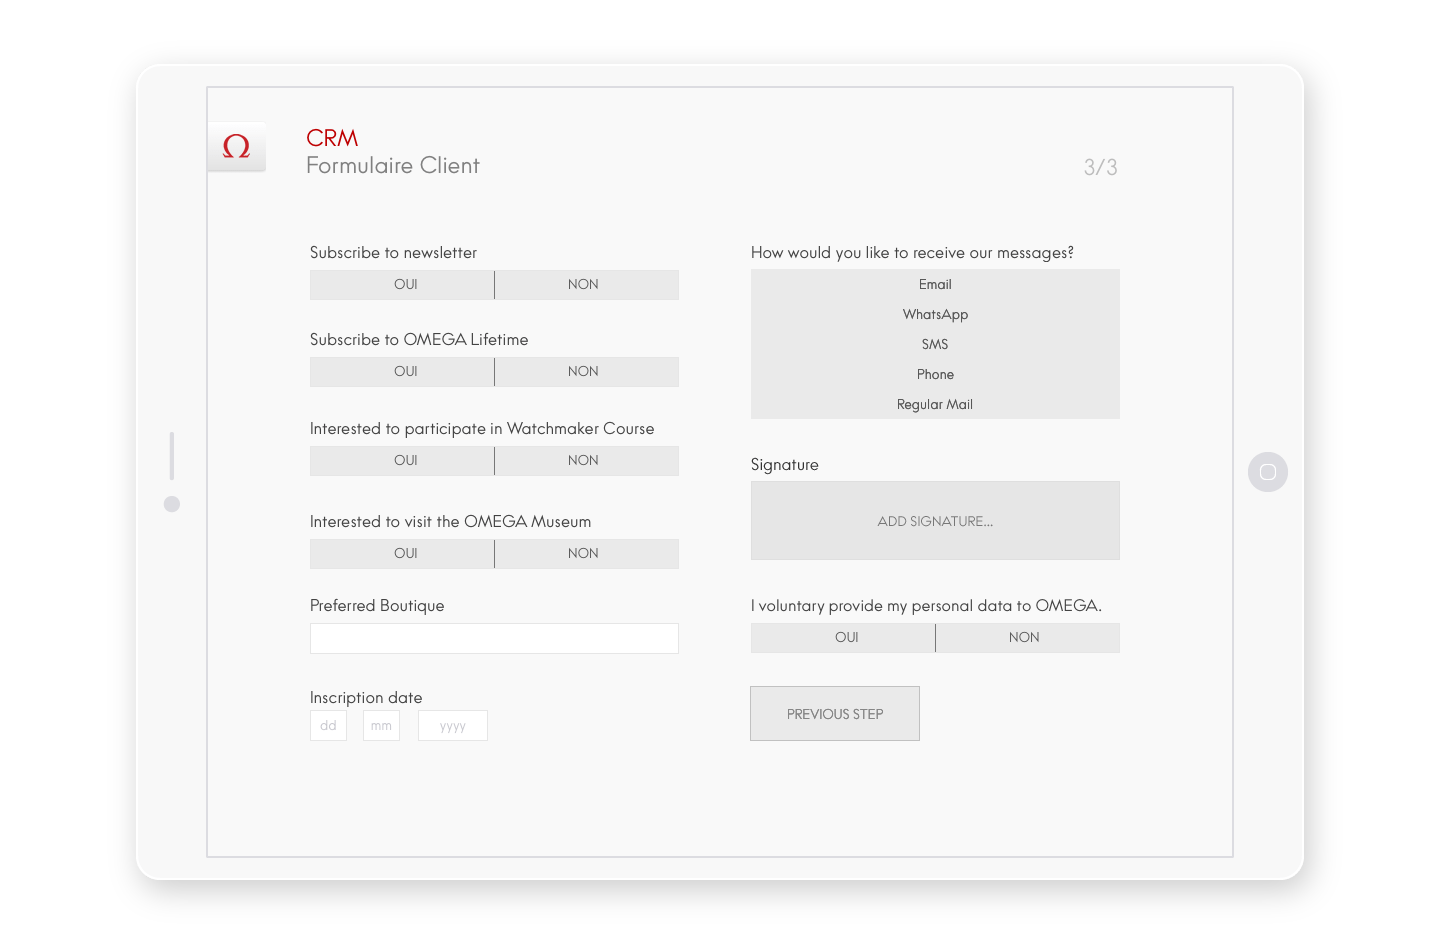 Ω
CRM
Formulaire Client
3/3
Subscribe to newsletter
OUI NON
Subscribe to OMEGA Lifetime
OUI NON
Interested to participate in Watchmaker Course
OUI NON
Interested to visit the OMEGA Museum
OUI NON
Preferred Boutique
Inscription date
dd mm yyyy
How would you like to receive our messages?
Email
WhatsApp
SMS
Phone
Regular Mail
Signature
ADD SIGNATURE...
I voluntary provide my personal data to OMEGA.
OUI NON
PREVIOUS STEP